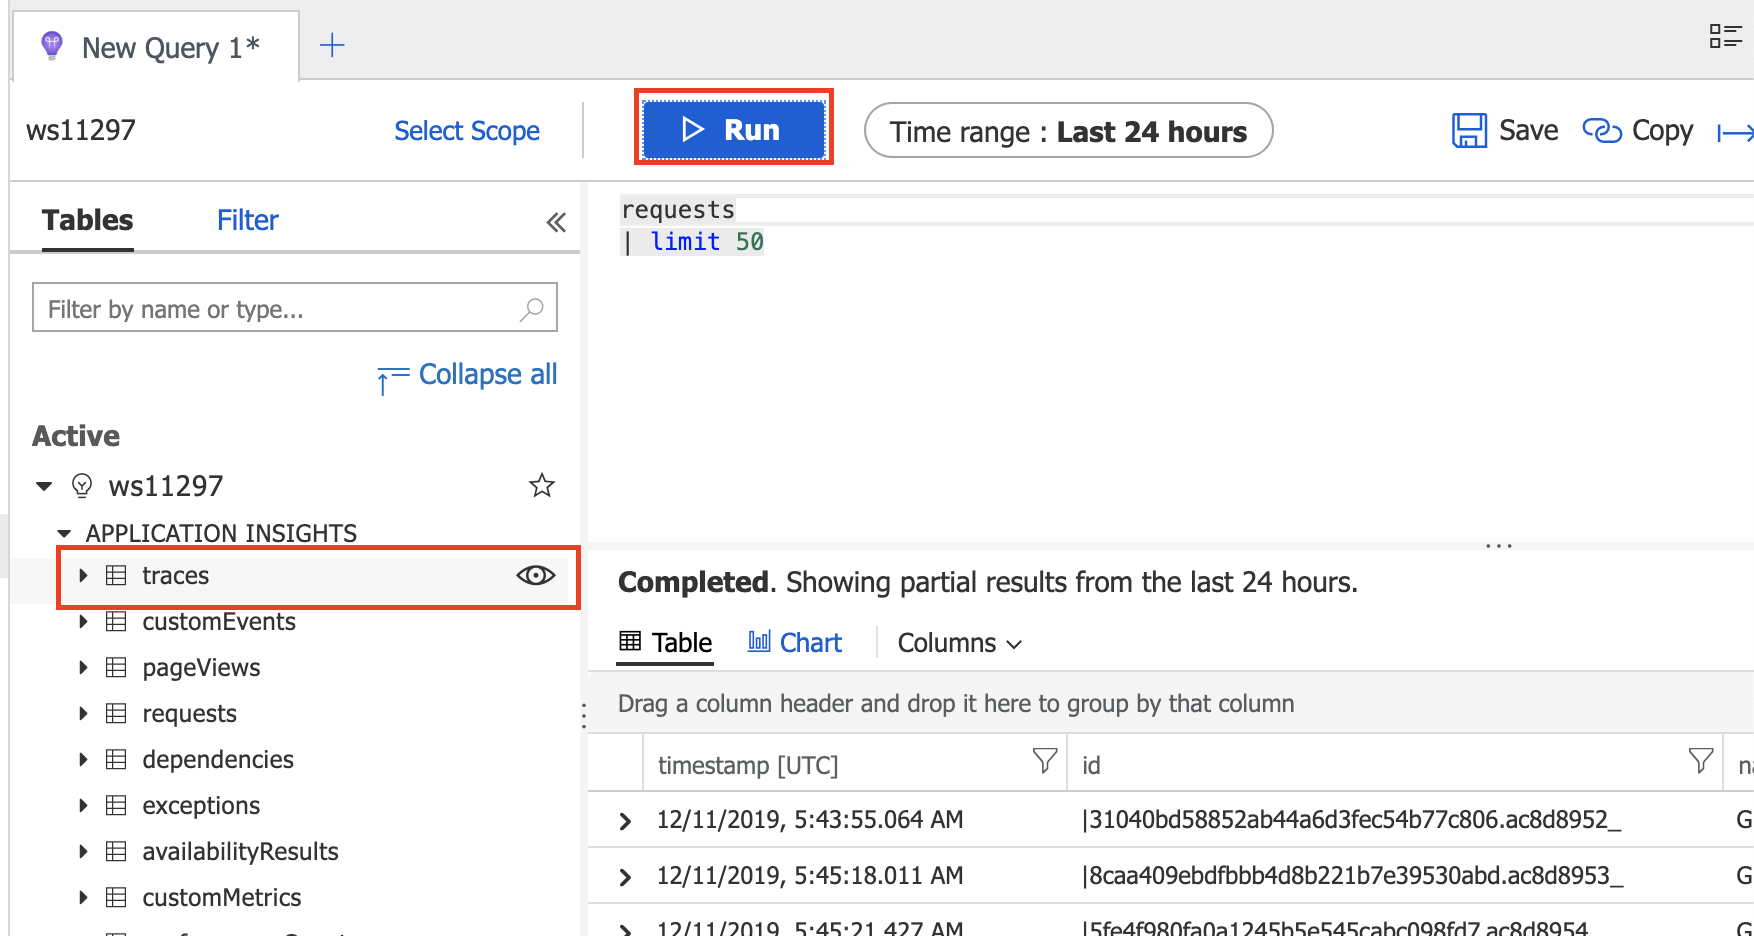 New Query 1*
ws11297
Select Scope
Run
Time range : Last 24 hours
Save
Copy
Tables
Filter
Filter by name or type...
Collapse all
Active
ws11297
APPLICATION INSIGHTS
traces
customEvents
pageViews
requests
dependencies
exceptions
availabilityResults
customMetrics
requests
| limit 50
Completed. Showing partial results from the last 24 hours.
Table
Chart
Columns
Drag a column header and drop it here to group by that column
timestamp [UTC]
id
12/11/2019, 5:43:55.064 AM
|31040bd58852ab44a6d3fec54b77c806.ac8d8952_
G
12/11/2019, 5:45:18.011 AM
|8caa409ebdfbbb4d8b221b7e39530abd.ac8d8953_
G
12/11/2019, 5:45:21.427 AM
|5fe4f980fa0a1245b5e545cabc098fd7.ac8d8954_
G